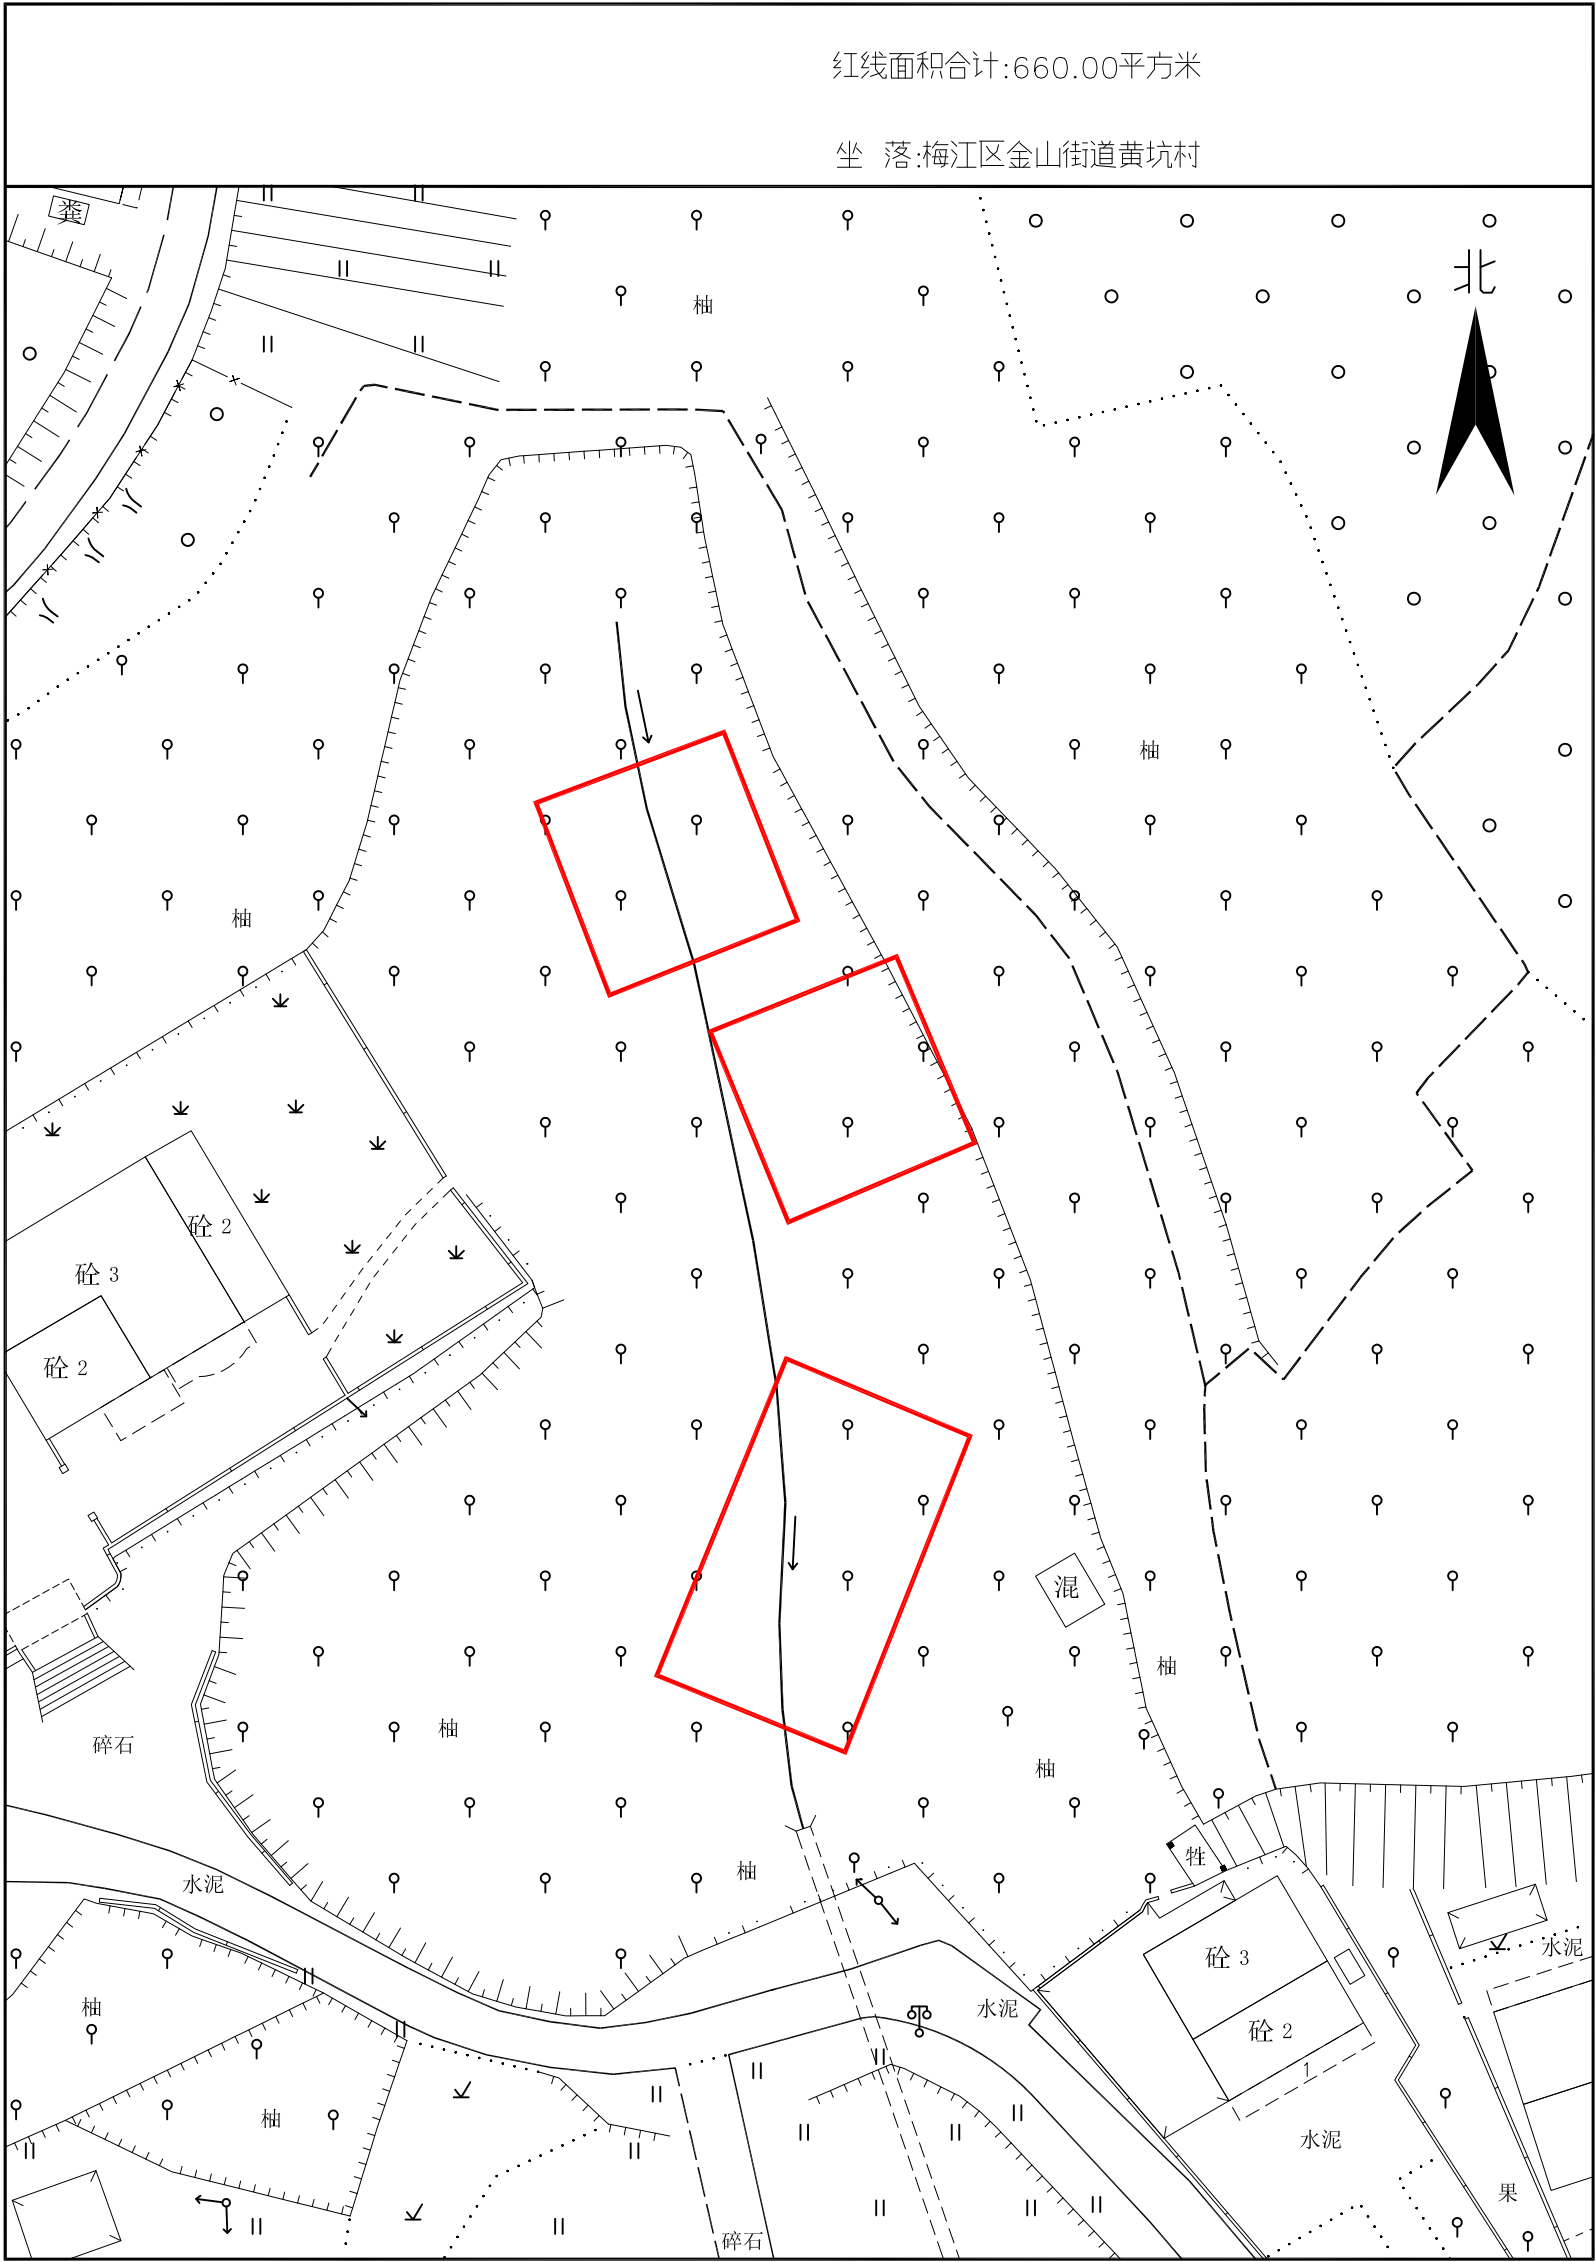 红线面积合计:660.00平方米
坐 落:梅江区金山街道黄坑村
粪
北
柚
柚
柚
砼2
砼3
砼2
混
柚
柚
碎石
柚
牲
柚
水泥
砼3
水泥
柚
水泥
砼2
1
柚
水泥
果
碎石